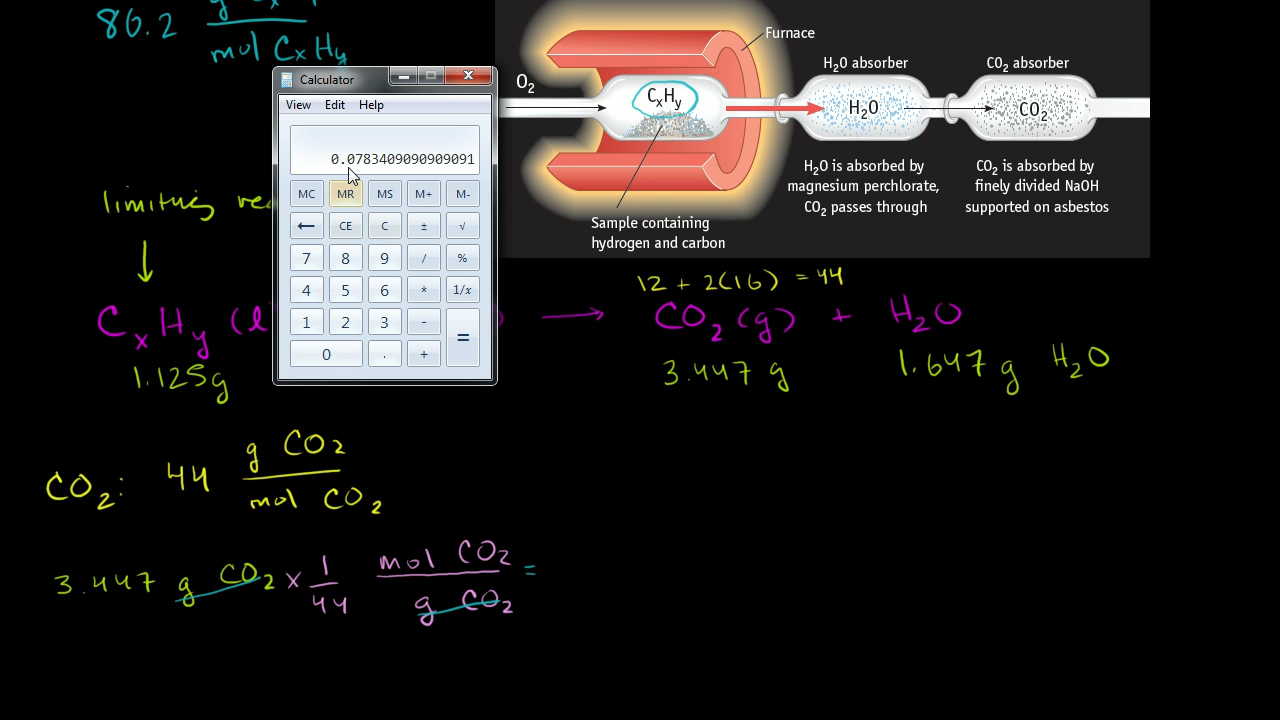 86.2 g CxHy / mol CxHy
O₂
CxHy
Furnace
H₂O absorber
H₂O
CO₂ absorber
CO₂
H₂O is absorbed by
magnesium perchlorate,
CO₂ passes through
CO₂ is absorbed by
finely divided NaOH
supported on asbestos
Sample containing
hydrogen and carbon
Calculator
View Edit Help
0.0783409090909091
MC MR MS M+ M-
← CE C ± √
7 8 9 / %
4 5 6 * 1/x
1 2 3 - =
0 . +
limiting
12 + 2(16) = 44
CxHy (l → CO₂(g) + H₂O
1.125g 3.447 g 1.647 g H₂O
CO₂: 44 g CO₂ / mol CO₂
3.447 g CO₂ × 1/44 mol CO₂ / g CO₂ =